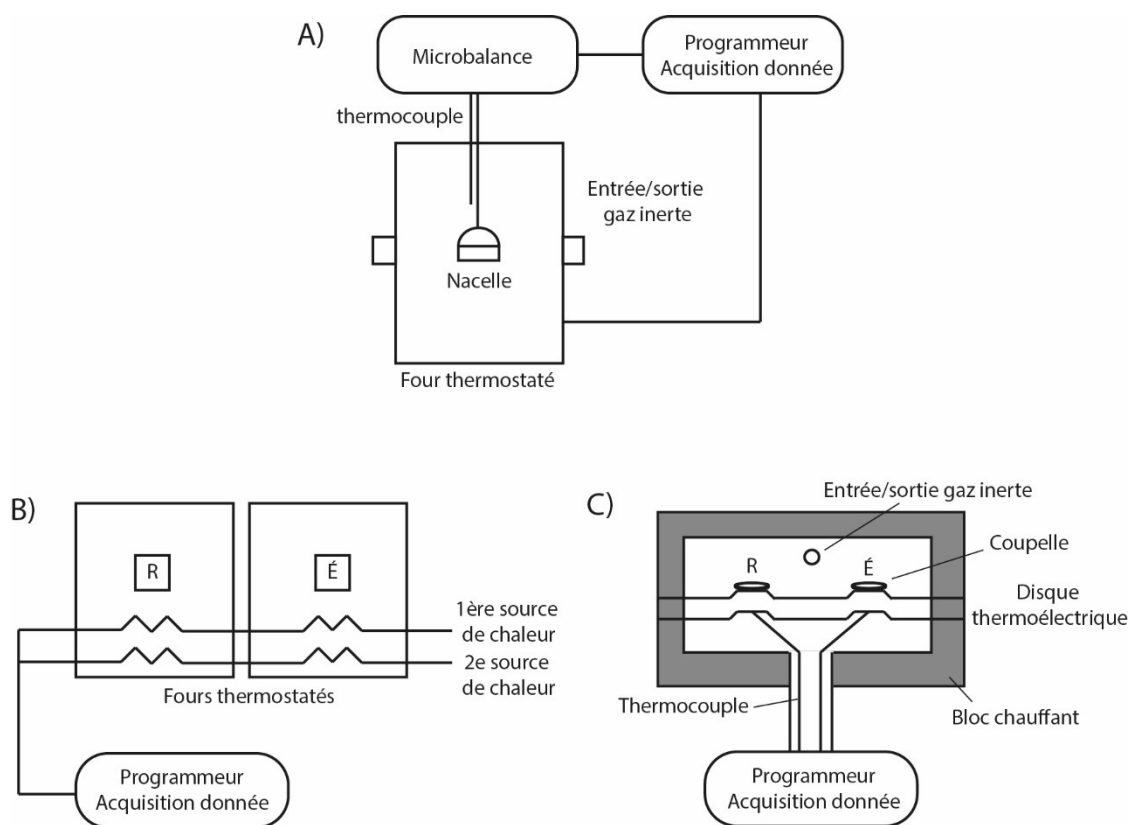 A)
Microbalance
Programmeur
Acquisition donnée
thermocouple
Entrée/sortie
gaz inerte
Nacelle
Four thermostaté
B)
R
É
1ère source
de chaleur
2e source
de chaleur
Fours thermostatés
Programmeur
Acquisition donnée
C)
Entrée/sortie gaz inerte
Coupelle
R
É
Disque
thermoélectrique
Thermocouple
Bloc chauffant
Programmeur
Acquisition donnée